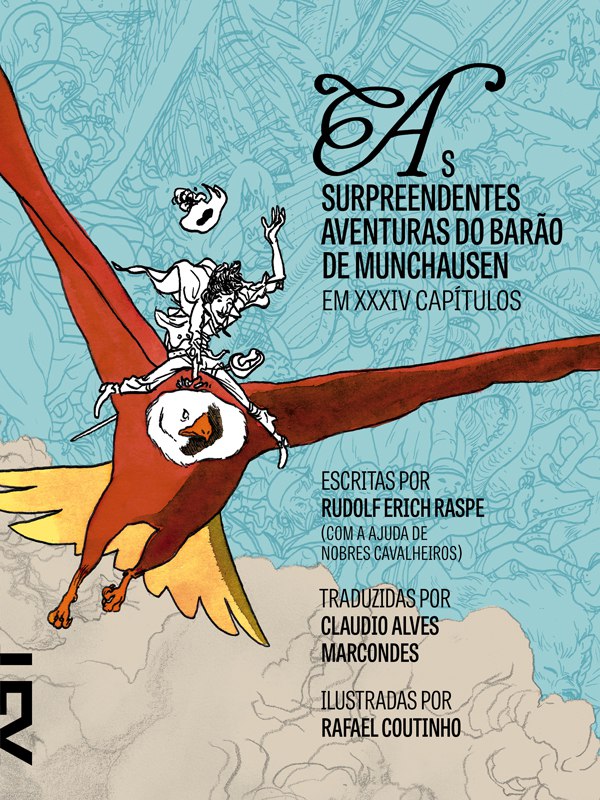 As
SURPREENDENTES
AVENTURAS DO BARÃO
DE MUNCHAUSEN
EM XXXIV CAPÍTULOS
ESCRITAS POR
RUDOLF ERICH RASPE
(COM A AJUDA DE
NOBRES CAVALHEIROS)
TRADUZIDAS POR
CLAUDIO ALVES
MARCONDES
ILUSTRADAS POR
RAFAEL COUTINHO